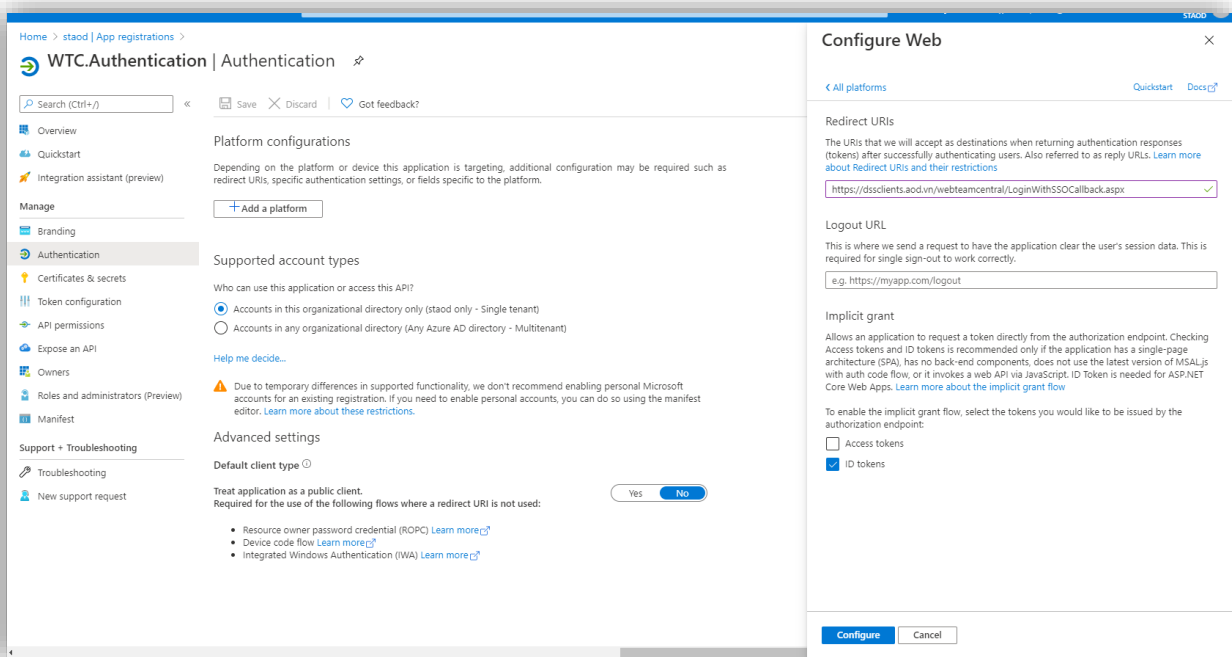 STAOD
Home > staod | App registrations >
WTC.Authentication | Authentication
Search (Ctrl+/)
«
Overview
Quickstart
Integration assistant (preview)
Manage
Branding
Authentication
Certificates & secrets
Token configuration
API permissions
Expose an API
Owners
Roles and administrators (Preview)
Manifest
Support + Troubleshooting
Troubleshooting
New support request
Save Discard Got feedback?
Platform configurations
Depending on the platform or device this application is targeting, additional configuration may be required such as
redirect URIs, specific authentication settings, or fields specific to the platform.
+ Add a platform
Supported account types
Who can use this application or access this API?
Accounts in this organizational directory only (staod only - Single tenant)
Accounts in any organizational directory (Any Azure AD directory - Multitenant)
Help me decide...
Due to temporary differences in supported functionality, we don't recommend enabling personal Microsoft
accounts for an existing registration. If you need to enable personal accounts, you can do so using the manifest
editor. Learn more about these restrictions.
Advanced settings
Default client type
Treat application as a public client.
Required for the use of the following flows where a redirect URI is not used:
Yes No
• Resource owner password credential (ROPC) Learn more
• Device code flow Learn more
• Integrated Windows Authentication (IWA) Learn more
Configure Web
All platforms
Quickstart Docs
Redirect URIs
The URIs that we will accept as destinations when returning authentication responses
(tokens) after successfully authenticating users. Also referred to as reply URLs. Learn more
about Redirect URIs and their restrictions
https://dssclients.aod.vn/webteamcentral/LoginWithSSOCallback.aspx
Logout URL
This is where we send a request to have the application clear the user's session data. This is
required for single sign-out to work correctly.
e.g. https://myapp.com/logout
Implicit grant
Allows an application to request a token directly from the authorization endpoint. Checking
Access tokens and ID tokens is recommended only if the application has a single-page
architecture (SPA), has no back-end components, does not use the latest version of MSAL.js
with auth code flow, or it invokes a web API via JavaScript. ID Token is needed for ASP.NET
Core Web Apps. Learn more about the implicit grant flow
To enable the implicit grant flow, select the tokens you would like to be issued by the
authorization endpoint:
Access tokens
ID tokens
Configure Cancel